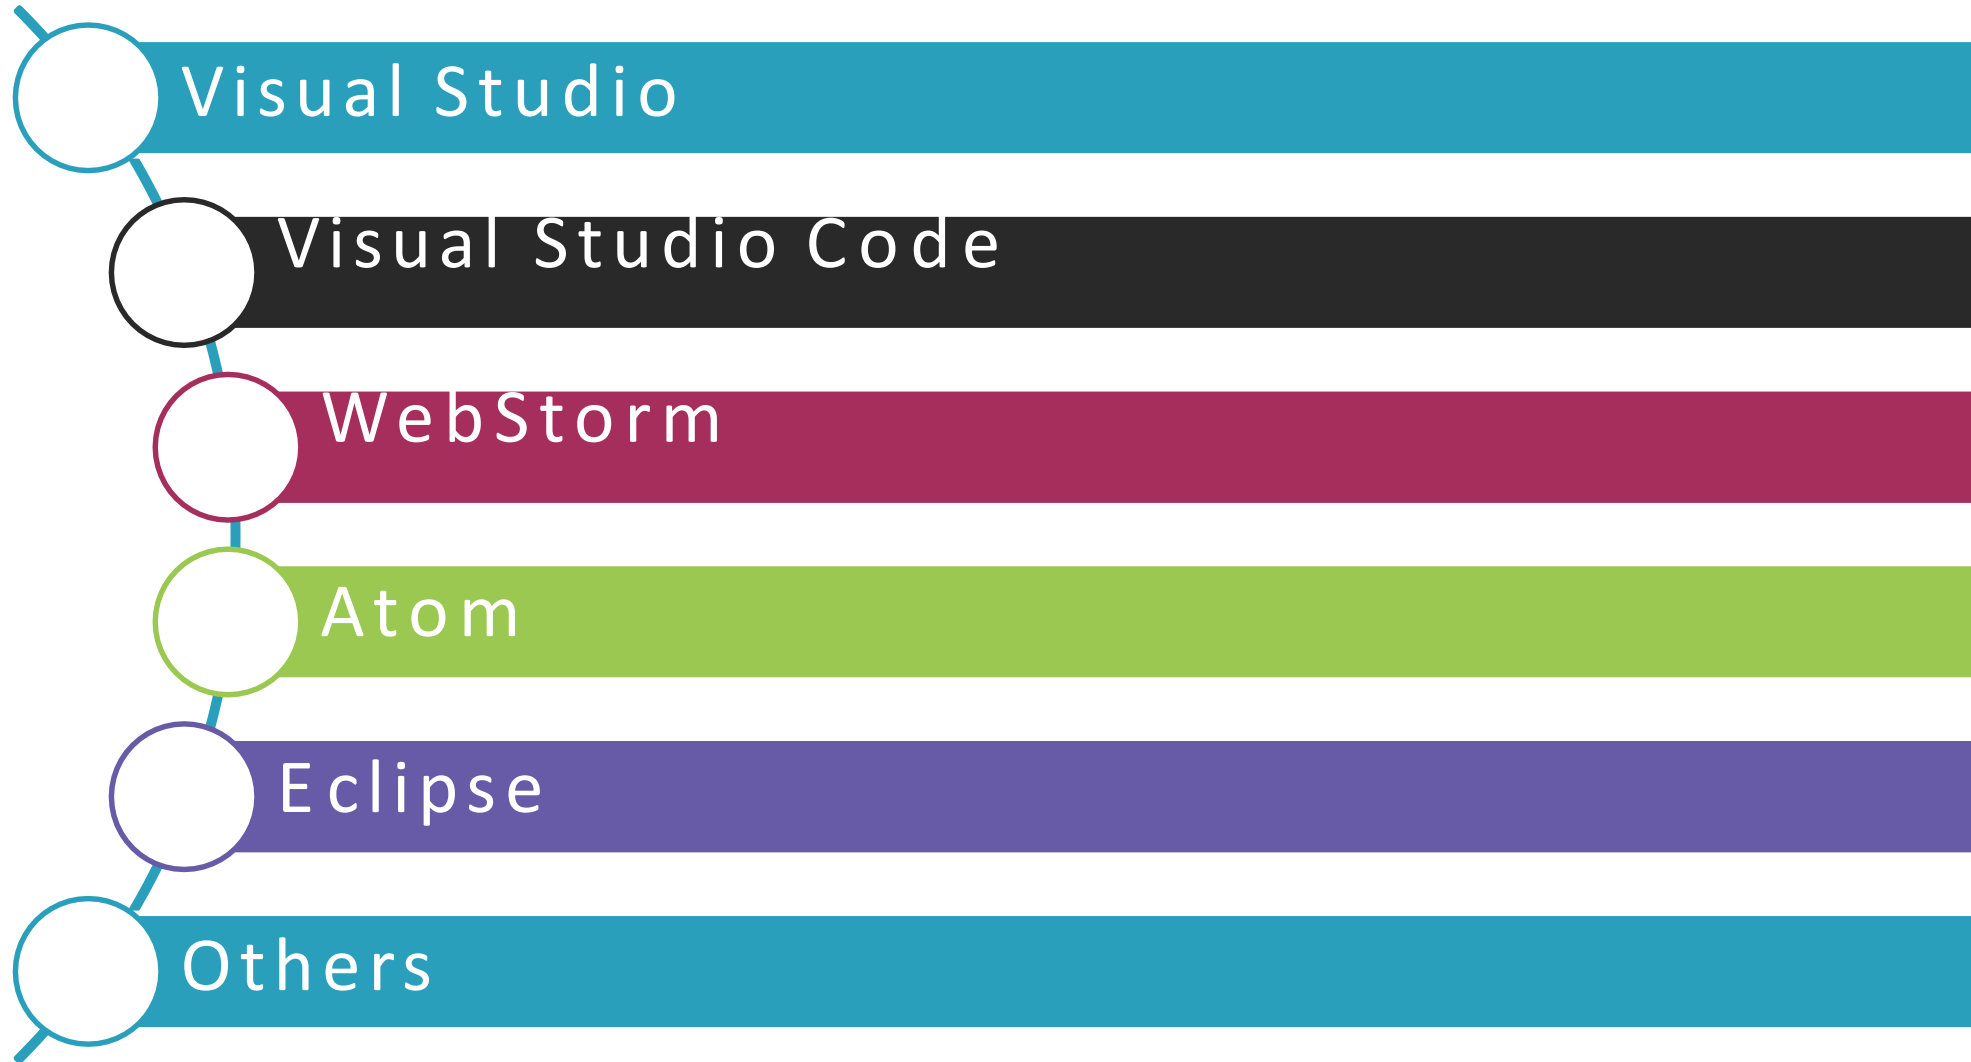 Visual Studio
Visual Studio Code
WebStorm
Atom
Eclipse
Others